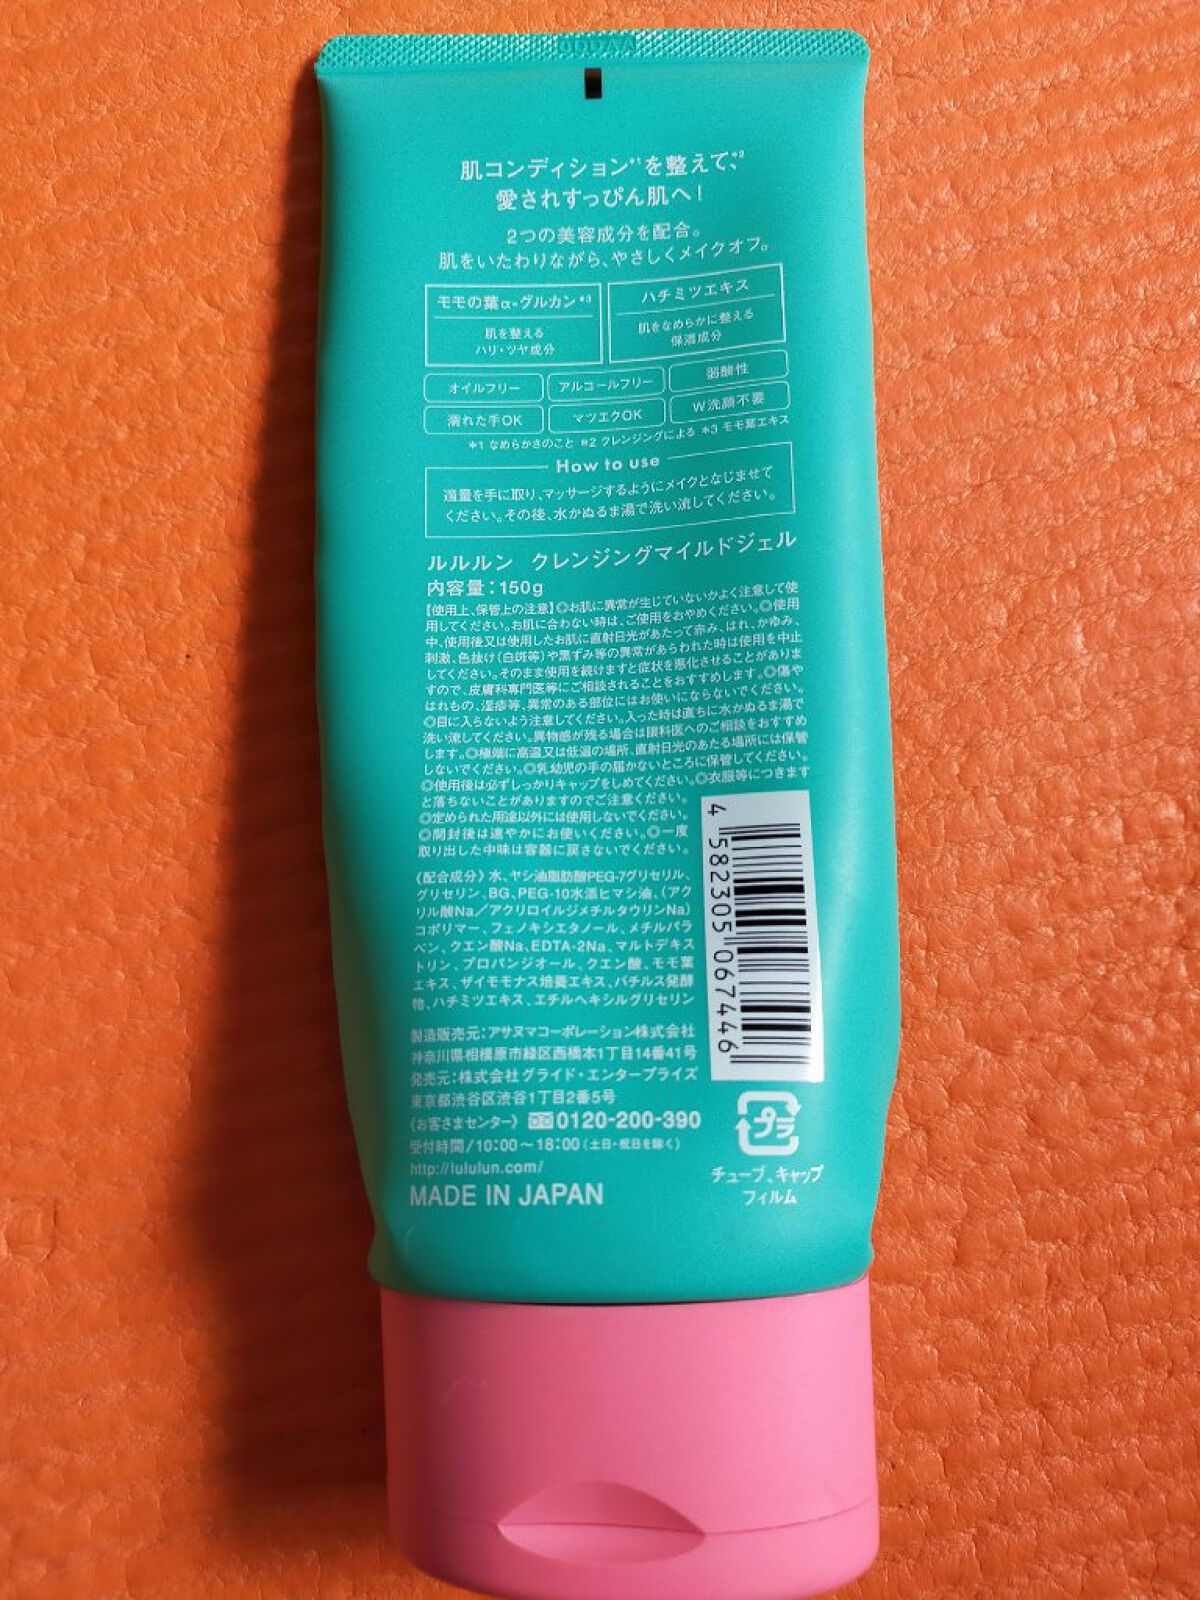 肌コンディション*1を整えて、*2
愛されすっぴん肌へ!
2つの美容成分を配合。
肌をいたわりながら、やさしくメイクオフ。
モモの葉α-グルカン*3
肌を整える
ハリ・ツヤ成分
ハチミツエキス
肌をなめらかに整える
保湿成分
オイルフリー
アルコールフリー
弱酸性
濡れた手OK
マツエクOK
W洗顔不要
*1 なめらかさのこと *2 クレンジングによる *3 モモ葉エキス
How to use
適量を手に取り、マッサージするようにメイクとなじませて
ください。その後、水かぬるま湯で洗い流してください。
ルルルン クレンジングマイルドジェル
内容量:150g
【使用上、保管上の注意】◎お肌に異常が生じていないかよく注意して使
用してください。お肌に合わない時は、ご使用をおやめください。◎使用
中、使用後又は使用したお肌に直射日光があたって赤み、はれ、かゆみ、
刺激、色抜け(白斑等)や黒ずみ等の異常があらわれた時は使用を中止
してください。そのまま使用を続けますと症状を悪化させることがありま
すので、皮膚科専門医等にご相談されることをおすすめします。◎傷や
はれもの、湿疹等、異常のある部位にはお使いにならないでください。
◎目に入らないよう注意してください。入った時は直ちに水かぬるま湯で
洗い流してください。異物感が残る場合は眼科医へのご相談をおすすめ
します。◎極端に高温又は低温の場所、直射日光のあたる場所には保管
しないでください。◎乳幼児の手の届かないところに保管してください。
◎使用後は必ずしっかりキャップをしめてください。◎衣服等につきます
と落ちないことがありますのでご注意ください。
◎定められた用途以外には使用しないでください。
◎開封後は速やかにお使いください。◎一度
取り出した中味は容器に戻さないでください。
《配合成分》水、ヤシ油脂肪酸PEG-7グリセリル、
グリセリン、BG、PEG-10水添ヒマシ油、(アク
リル酸Na/アクリロイルジメチルタウリンNa)
コポリマー、フェノキシエタノール、メチルパラ
ベン、クエン酸Na、EDTA-2Na、マルトデキス
トリン、プロパンジオール、クエン酸、モモ葉
エキス、ザイモモナス培養エキス、バチルス発酵
物、ハチミツエキス、エチルヘキシルグリセリン
製造販売元:アサヌマコーポレーション株式会社
神奈川県相模原市緑区西橋本1丁目14番41号
発売元:株式会社グライド・エンタープライズ
東京都渋谷区渋谷1丁目2番5号
《お客さまセンター》0120-200-390
受付時間/10:00~18:00(土日・祝日を除く)
http://lululun.com/
MADE IN JAPAN
4 582305 067446
プラ
チューブ、キャップ
フィルム